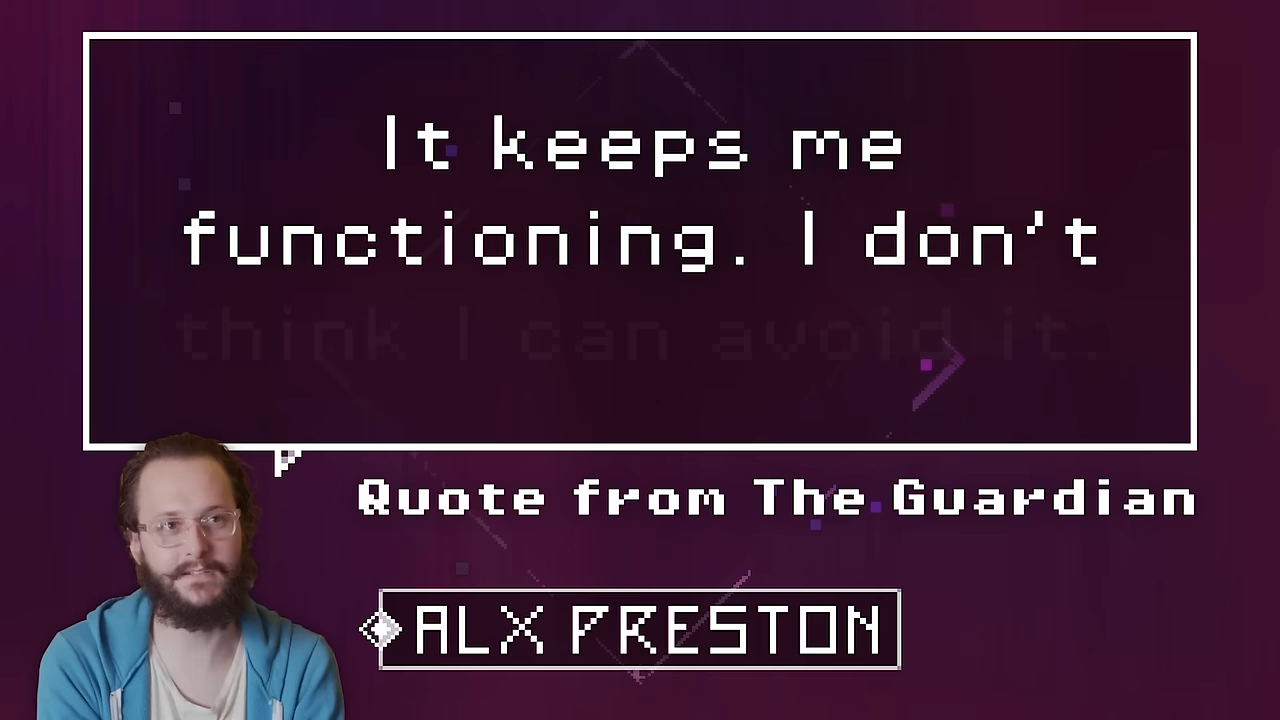 It keeps me
functioning. I don't
think I can avoid it.
Quote from The Guardian
ALX PRESTON